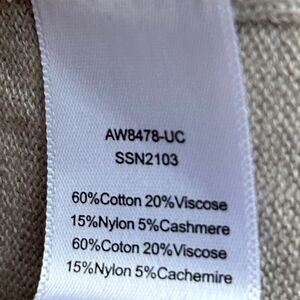 AW8478-UC
SSN2103
60%Cotton 20%Viscose
15%Nylon 5%Cashmere
60%Coton 20%Viscose
15%Nylon 5%Cachemire